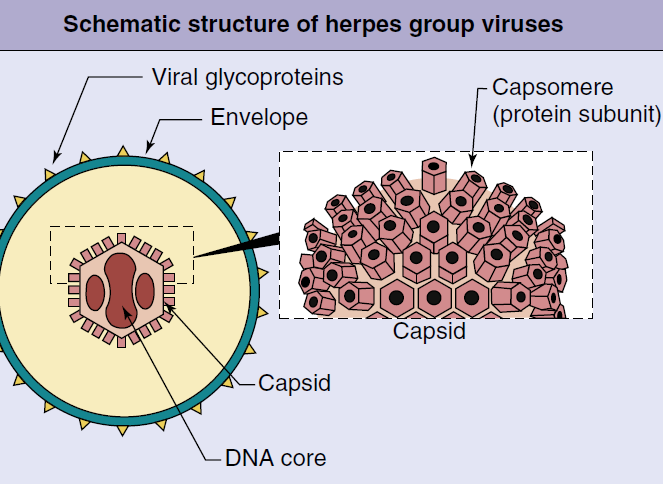 Schematic structure of herpes group viruses
Viral glycoproteins
Envelope
Capsomere
(protein subunit)
Capsid
Capsid
DNA core